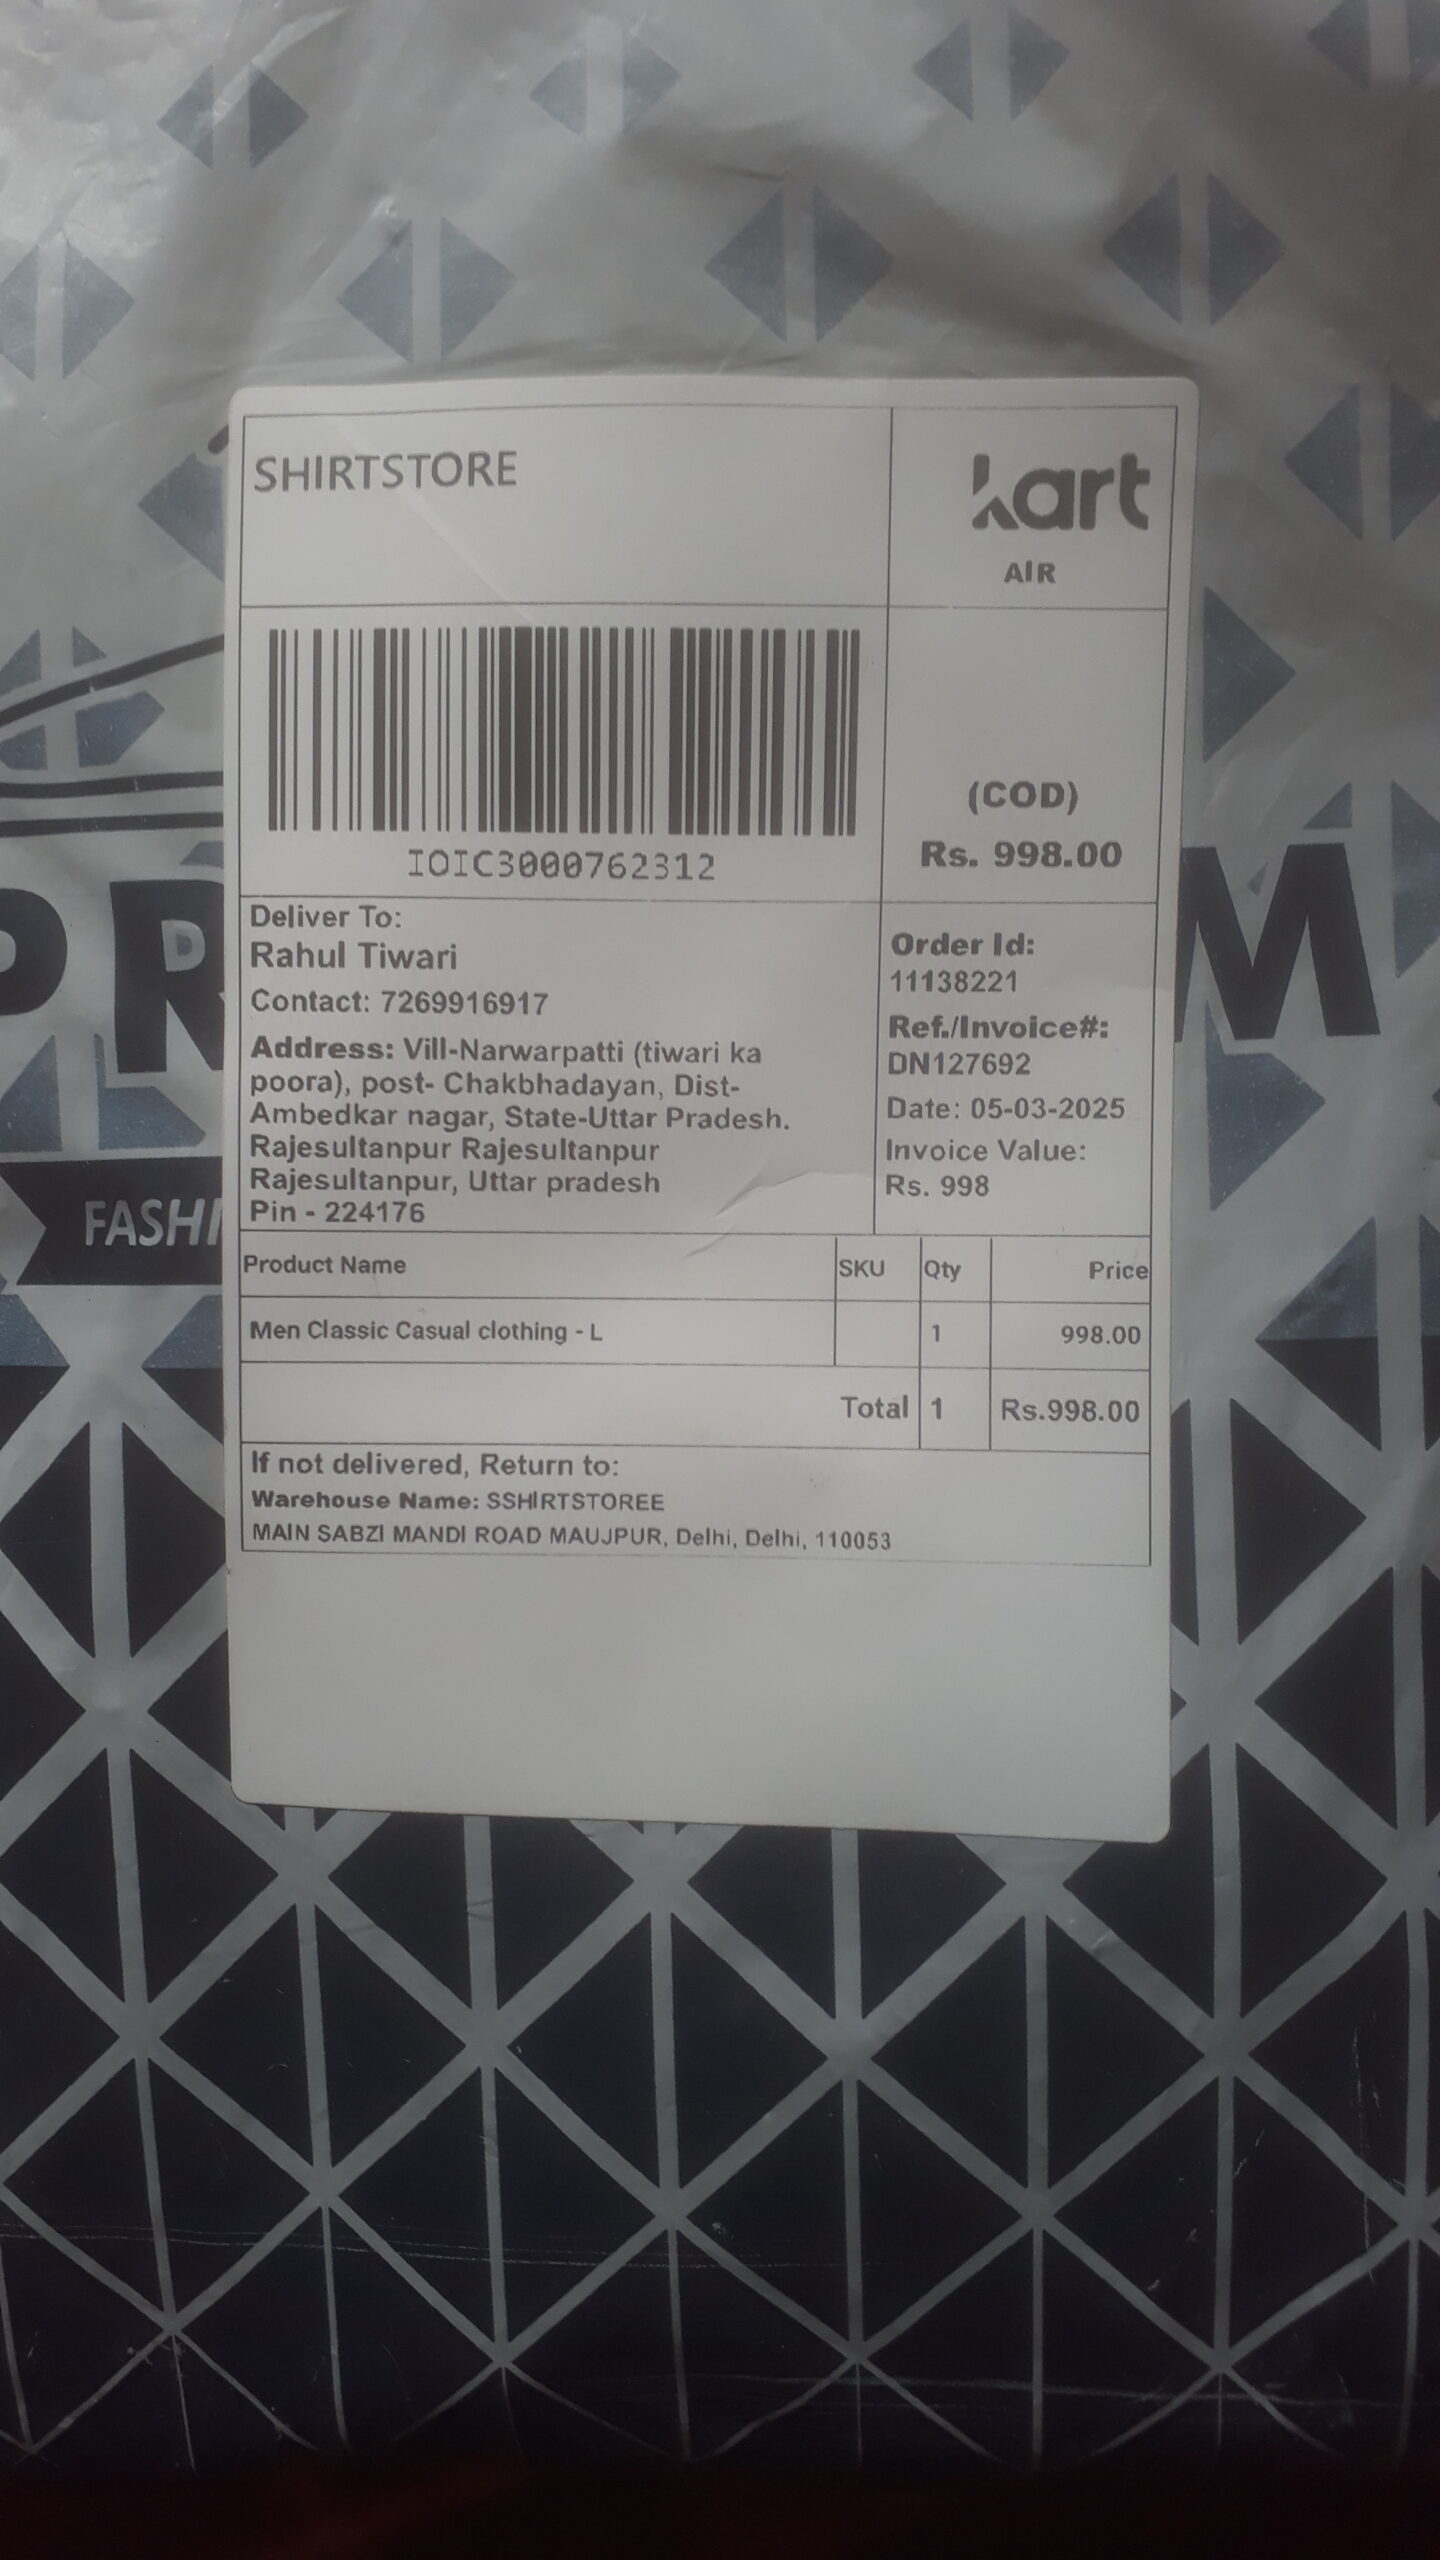 SHIRTSTORE
kart
AIR
IOIC3000762312
(COD)
Rs. 998.00
Deliver To:
Rahul Tiwari
Contact: 7269916917
Address: Vill-Narwarpatti (tiwari ka
poora), post- Chakbhadayan, Dist-
Ambedkar nagar, State-Uttar Pradesh.
Rajesultanpur Rajesultanpur
Rajesultanpur, Uttar pradesh
Pin - 224176
Order Id:
11138221
Ref./Invoice#:
DN127692
Date: 05-03-2025
Invoice Value:
Rs. 998
Product Name SKU Qty Price
Men Classic Casual clothing - L 1 998.00
Total 1 Rs.998.00
If not delivered, Return to:
Warehouse Name: SSHIRTSTOREE
MAIN SABZI MANDI ROAD MAUJPUR, Delhi, Delhi, 110053
PR M
FASHI